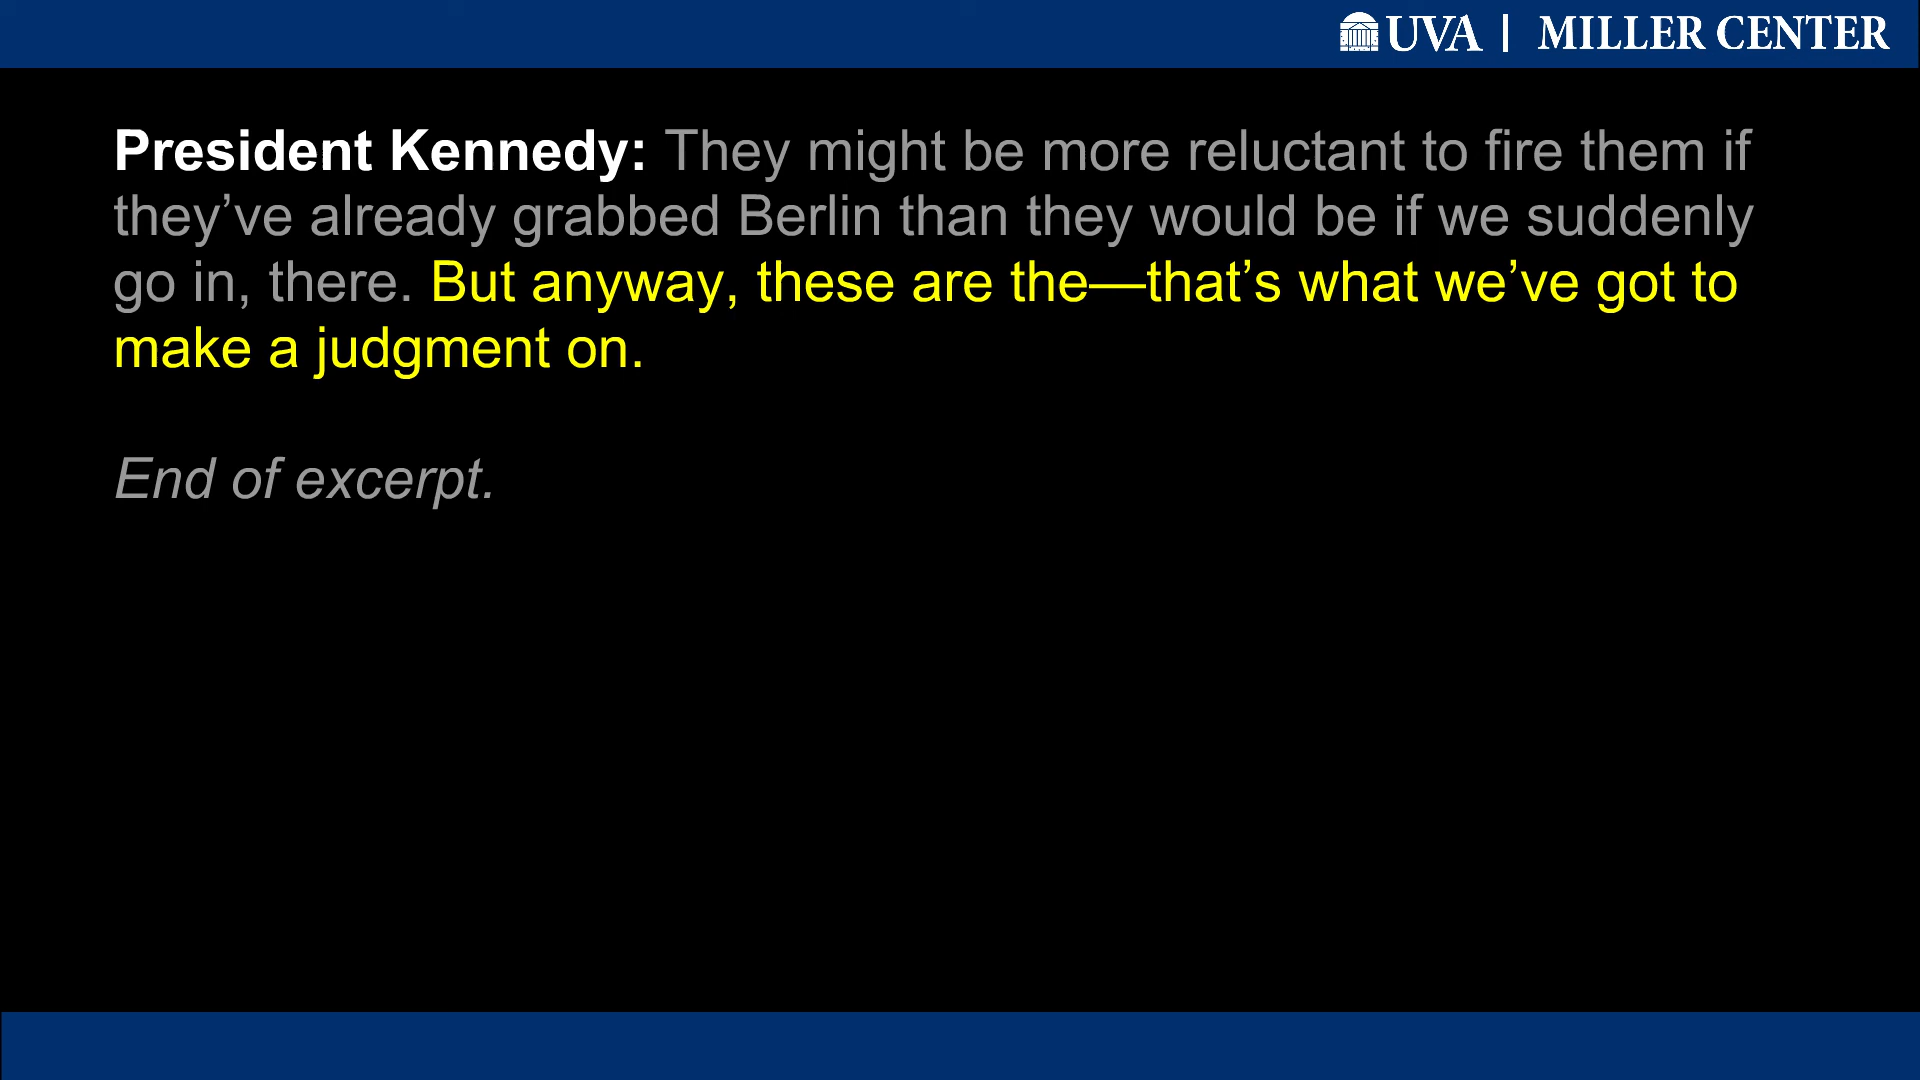 UVA | MILLER CENTER
President Kennedy: They might be more reluctant to fire them if
they’ve already grabbed Berlin than they would be if we suddenly
go in, there. But anyway, these are the—that’s what we’ve got to
make a judgment on.
End of excerpt.